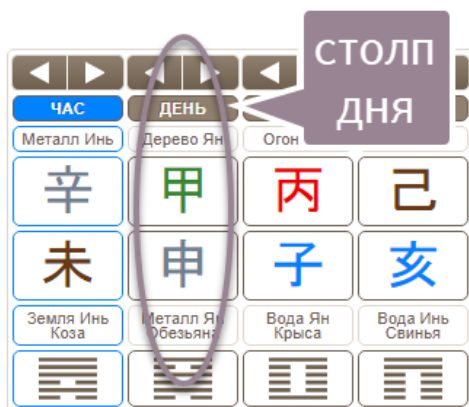 столп
дня
ЧАС ДЕНЬ
Металл Инь Дерево Ян Огон
辛 甲 丙 己
未 申 子 亥
Земля Инь Металл Ян Вода Ян Вода Инь
Коза Обезьяна Крыса Свинья